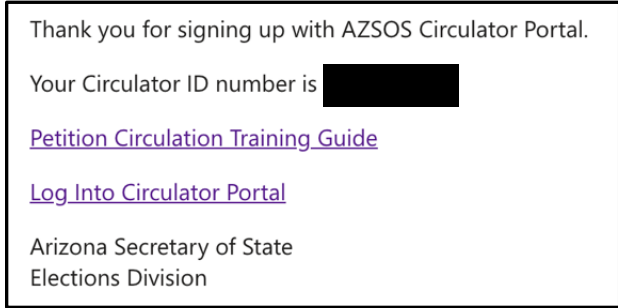 Thank you for signing up with AZSOS Circulator Portal.
Your Circulator ID number is
Petition Circulation Training Guide
Log Into Circulator Portal
Arizona Secretary of State
Elections Division